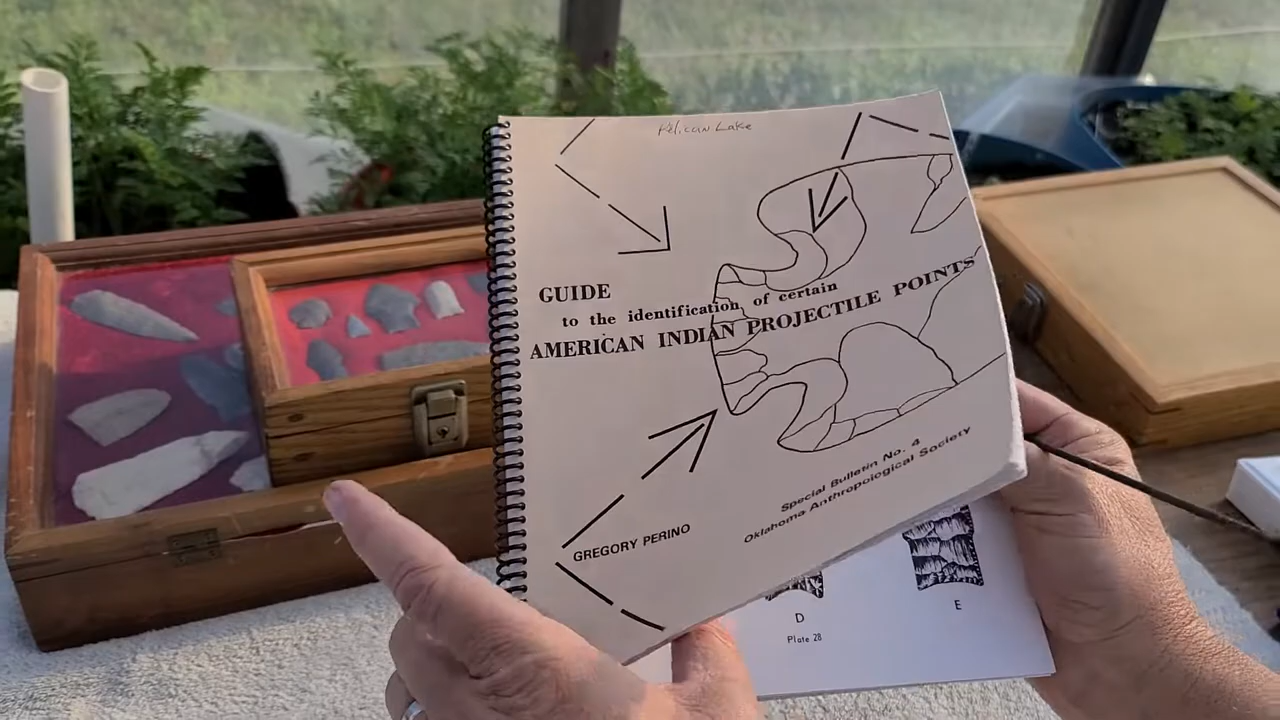 Pelican Lake
GUIDE
to the identification of certain
AMERICAN INDIAN PROJECTILE POINTS
Special Bulletin No. 4
Oklahoma Anthropological Society
GREGORY PERINO
D
E
Plate 28